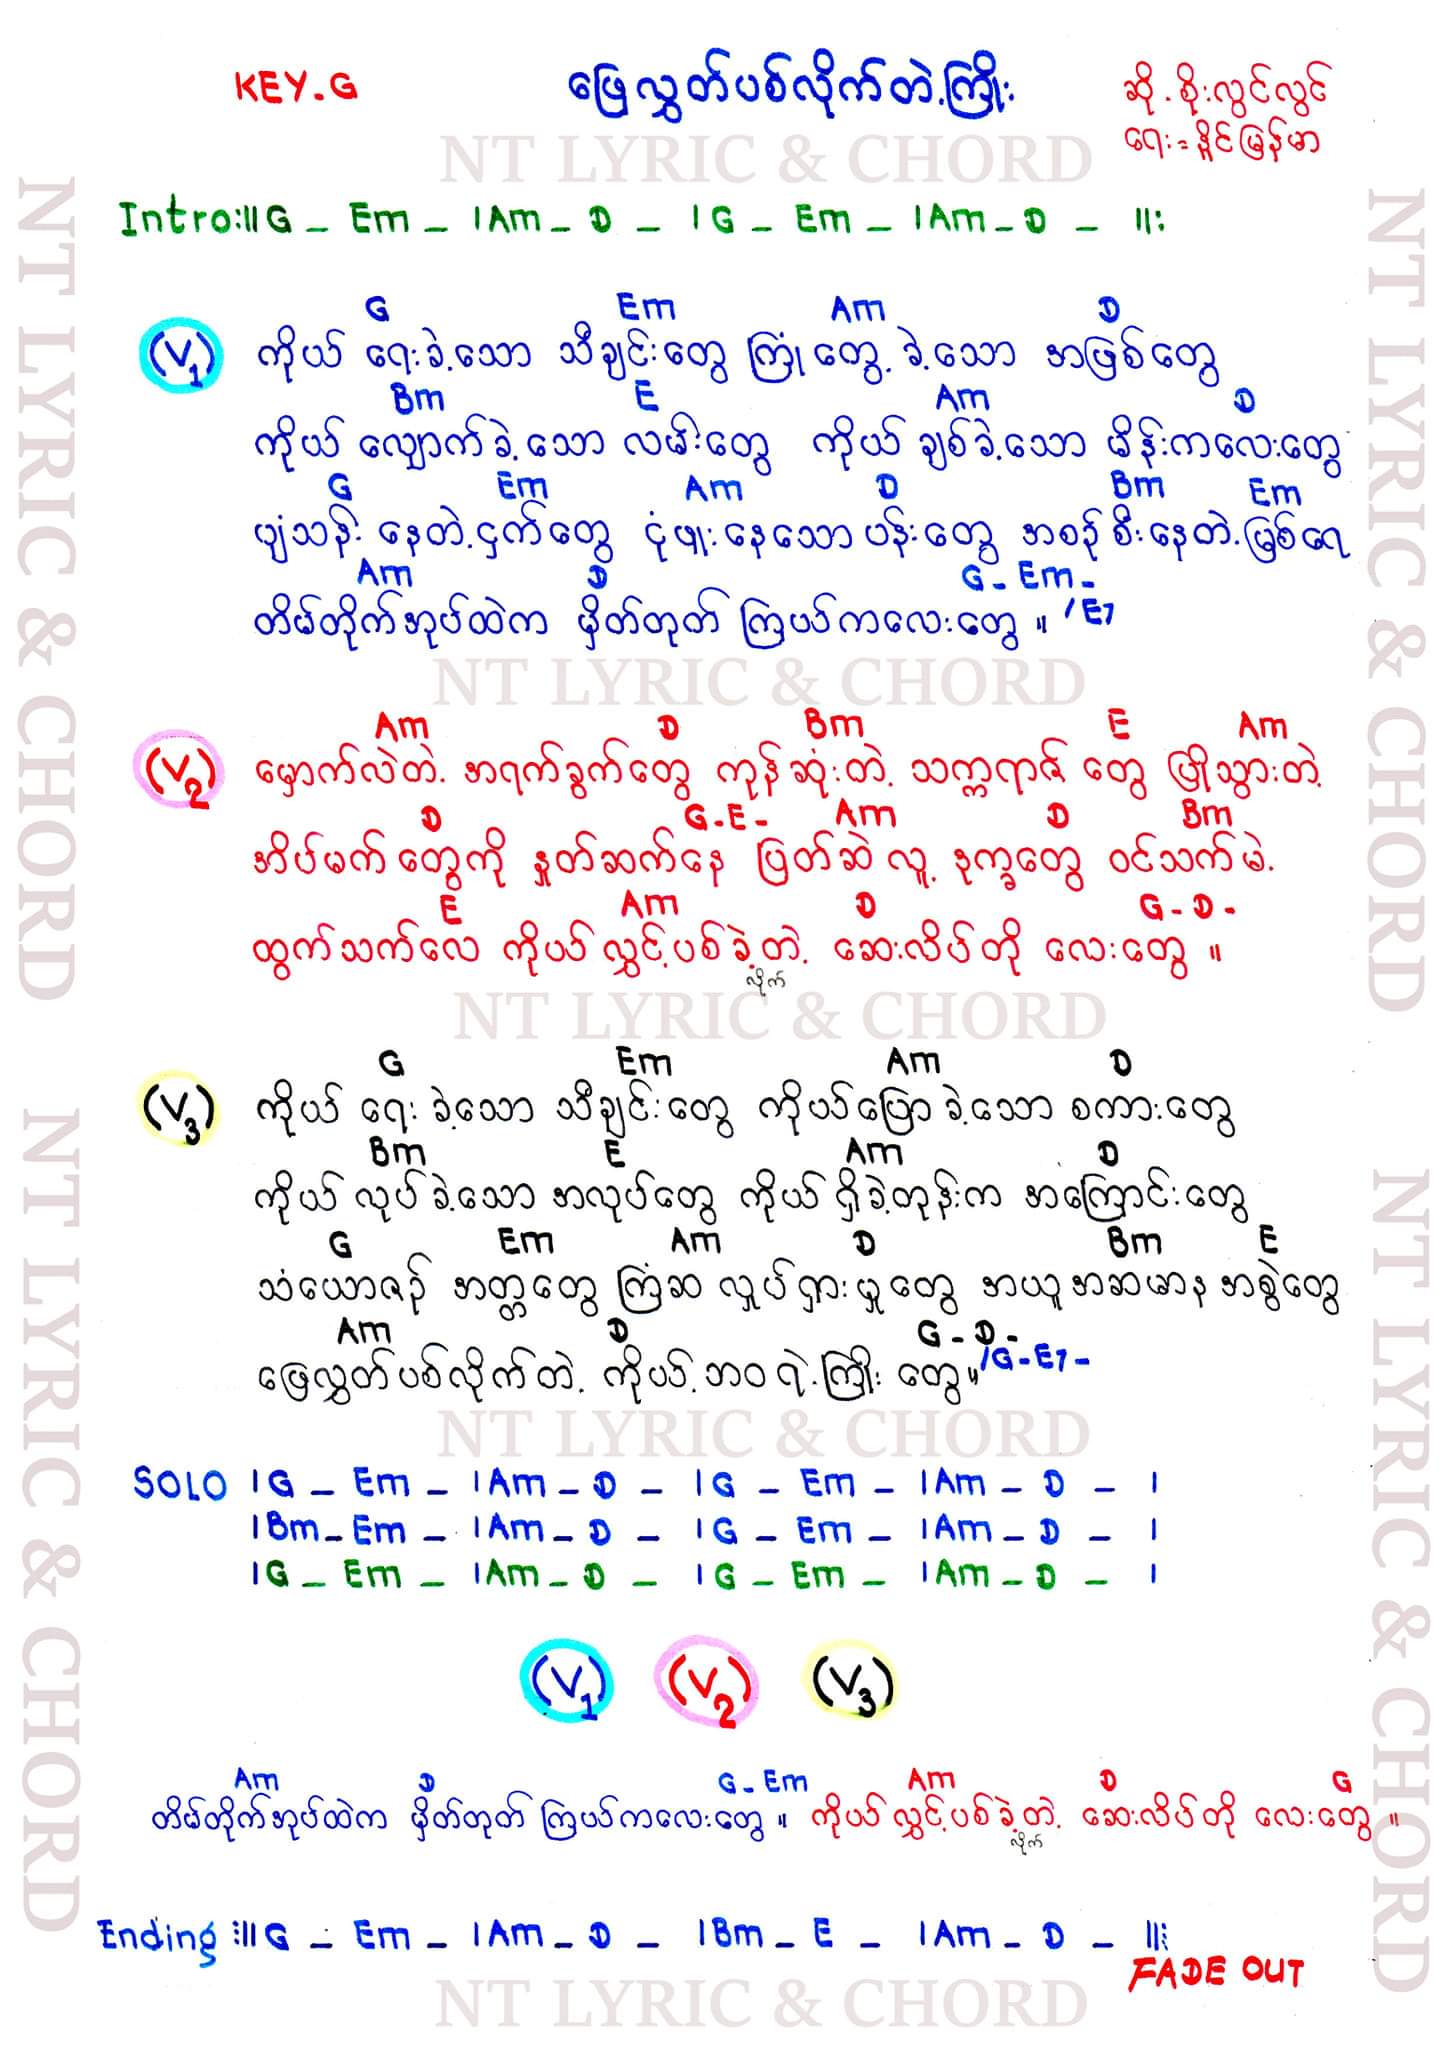 KEY.G
ဖြေလွှတ်ပစ်လိုက်တဲ့ကြိုး
ဆို - စိုးလွင်လွင်
ရေး = နိူင်မြန်မာ
NT LYRIC & CHORD
Intro:॥ G _ Em _ | Am _ D _ | G _ Em _ | Am _ D _ ॥:
G Em Am D
(V1) ကိုယ် ရေးခဲ့သော သီချင်းတွေ ကြုံတွေ့ ခဲ့သော အဖြစ်တွေ
Bm E Am D
ကိုယ် လျှောက်ခဲ့သော လမ်းတွေ ကိုယ် ချစ်ခဲ့သော မိန်းကလေးတွေ
G Em Am D Bm Em
ပျံသန်း နေတဲ့ငှက်တွေ ငုံဖူးနေသောပန်းတွေ အစဉ်စီးနေတဲ့မြစ်ရေ
Am D G - Em - / E7
တိမ်တိုက်အုပ်ထဲက မှိတ်တုတ် ကြယ်ကလေးတွေ ။
NT LYRIC & CHORD
Am D Bm E Am
(V2) မှောက်လဲတဲ့ အရက်ခွက်တွေ ကုန်ဆုံးတဲ့ သက္ကရာဇ် တွေ ဖြိုသွားတဲ့
D G - E - Am D Bm
အိပ်မက်တွေကို နှုတ်ဆက်နေ ပြတ်ဆဲ လူ့ ဒုက္ခတွေ ဝင်သက်မဲ့
E Am D G - D -
ထွက်သက်လေ ကိုယ်လွှင့်ပစ်ခဲ့တဲ့ ဆေးလိပ်တို လေးတွေ ။
လိုက်
NT LYRIC & CHORD
G Em Am D
(V3) ကိုယ် ရေး ခဲ့သော သီချင်းတွေ ကိုယ်ပြော ခဲ့သော စကားတွေ
Bm E Am D
ကိုယ် လုပ် ခဲ့သော အလုပ်တွေ ကိုယ် ရှိခဲ့တုန်းက အကြောင်းတွေ
G Em Am D Bm E
သံယောဇဉ် အတ္တတွေ ကြံဆ လှုပ်ရှားမှုတွေ အယူအဆမာန အစွဲတွေ
Am D G - D - / G - E7 -
ဖြေလွှတ်ပစ်လိုက်တဲ့ ကိုယ့်ဘဝရဲ့ကြိုး တွေ။
NT LYRIC & CHORD
SOLO | G _ Em _ | Am _ D _ | G _ Em _ | Am _ D _ |
| Bm _ Em _ | Am _ D _ | G _ Em _ | Am _ D _ |
| G _ Em _ | Am _ D _ | G _ Em _ | Am _ D _ |
(V1) (V2) (V3)
Am D G - Em Am D G
တိမ်တိုက်အုပ်ထဲက မှိတ်တုတ် ကြယ်ကလေးတွေ ။ ကိုယ်လွှင့်ပစ်ခဲ့တဲ့ ဆေးလိပ်တို လေးတွေ ။
လိုက်
Ending :॥| G _ Em _ | Am _ D _ | Bm _ E _ | Am _ D _ ॥:
FADE OUT
NT LYRIC & CHORD
NT LYRIC & CHORD
NT LYRIC & CHORD
NT LYRIC & CHORD
NT LYRIC & CHORD